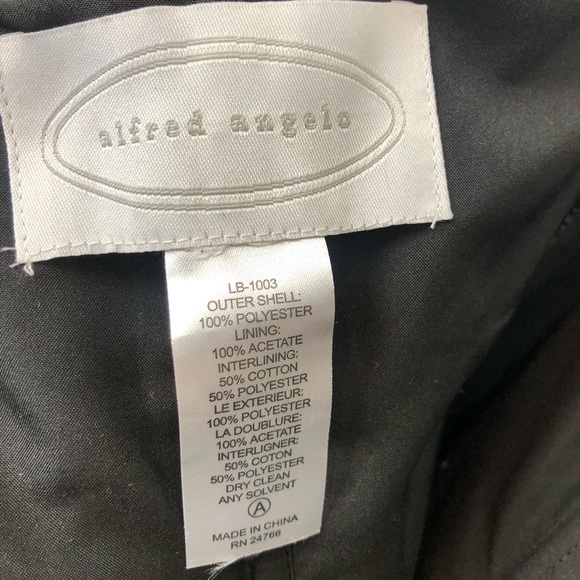 alfred angelo
LB-1003
OUTER SHELL:
100% POLYESTER
LINING:
100% ACETATE
INTERLINING:
50% COTTON
50% POLYESTER
LE EXTERIEUR:
100% POLYESTER
LA DOUBLURE:
100% ACETATE
INTERLIGNER:
50% COTON
50% POLYESTER
DRY CLEAN
ANY SOLVENT
A
MADE IN CHINA
RN 24766